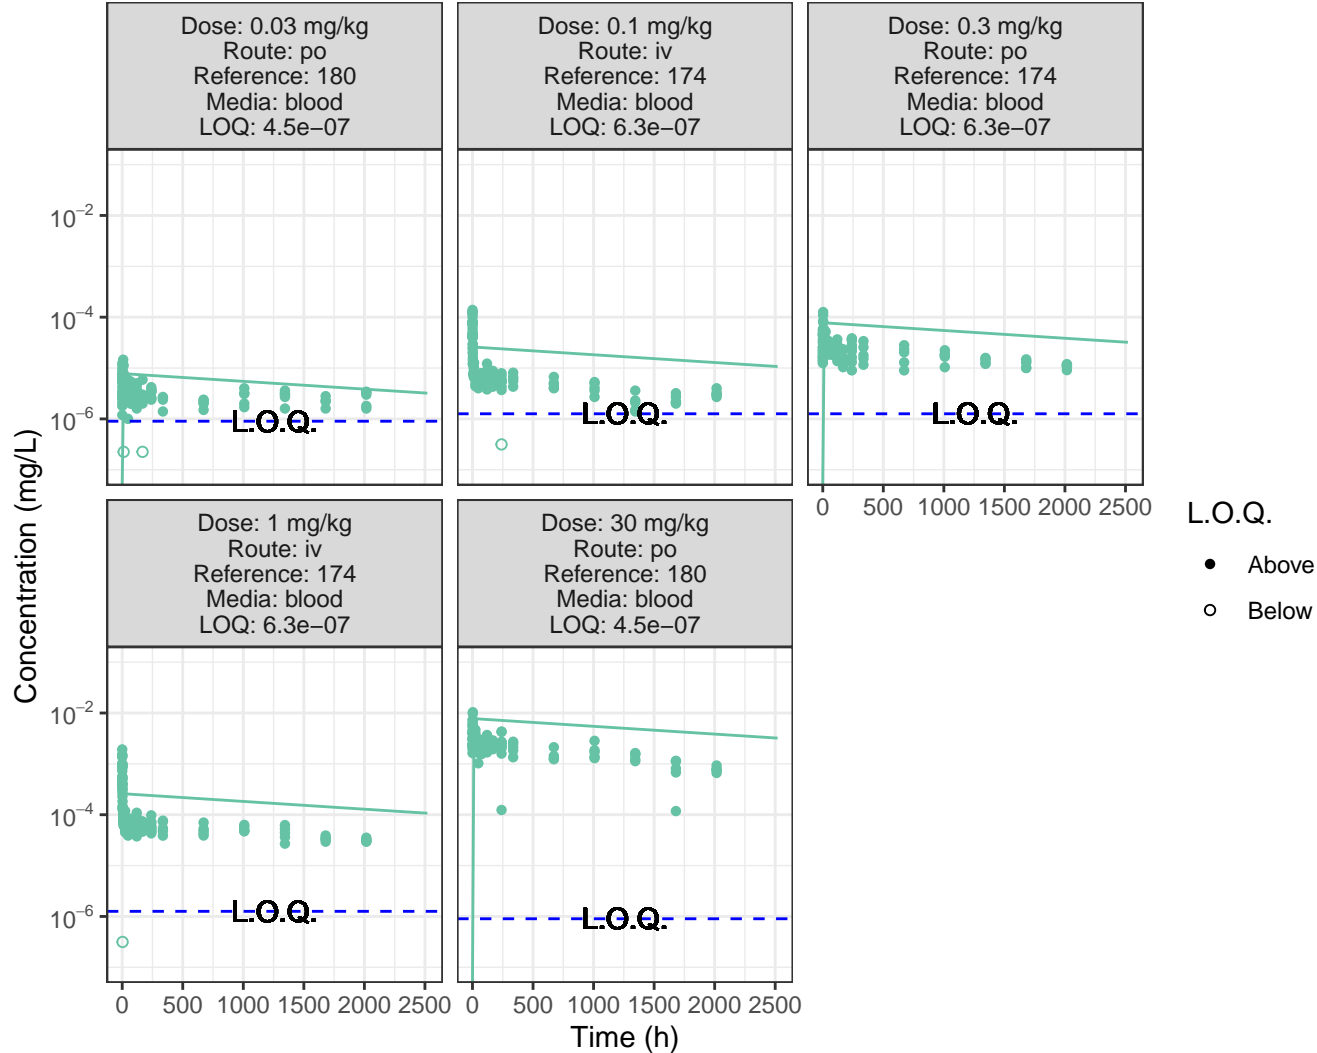 Dose: 0.03 mg/kg
Route: po
Reference: 180
Media: blood
LOQ: 4.5e−07
Dose: 0.1 mg/kg
Route: iv
Reference: 174
Media: blood
LOQ: 6.3e−07
Dose: 0.3 mg/kg
Route: po
Reference: 174
Media: blood
LOQ: 6.3e−07
Concentration (mg/L)
10⁻²
10⁻⁴
10⁻⁶
L.O.Q.
L.O.Q.
L.O.Q.
0 500 1000 1500 2000 2500
Dose: 1 mg/kg
Route: iv
Reference: 174
Media: blood
LOQ: 6.3e−07
Dose: 30 mg/kg
Route: po
Reference: 180
Media: blood
LOQ: 4.5e−07
10⁻²
10⁻⁴
10⁻⁶
L.O.Q.
L.O.Q.
0 500 1000 1500 2000 2500
0 500 1000 1500 2000 2500
Time (h)
L.O.Q.
Above
Below